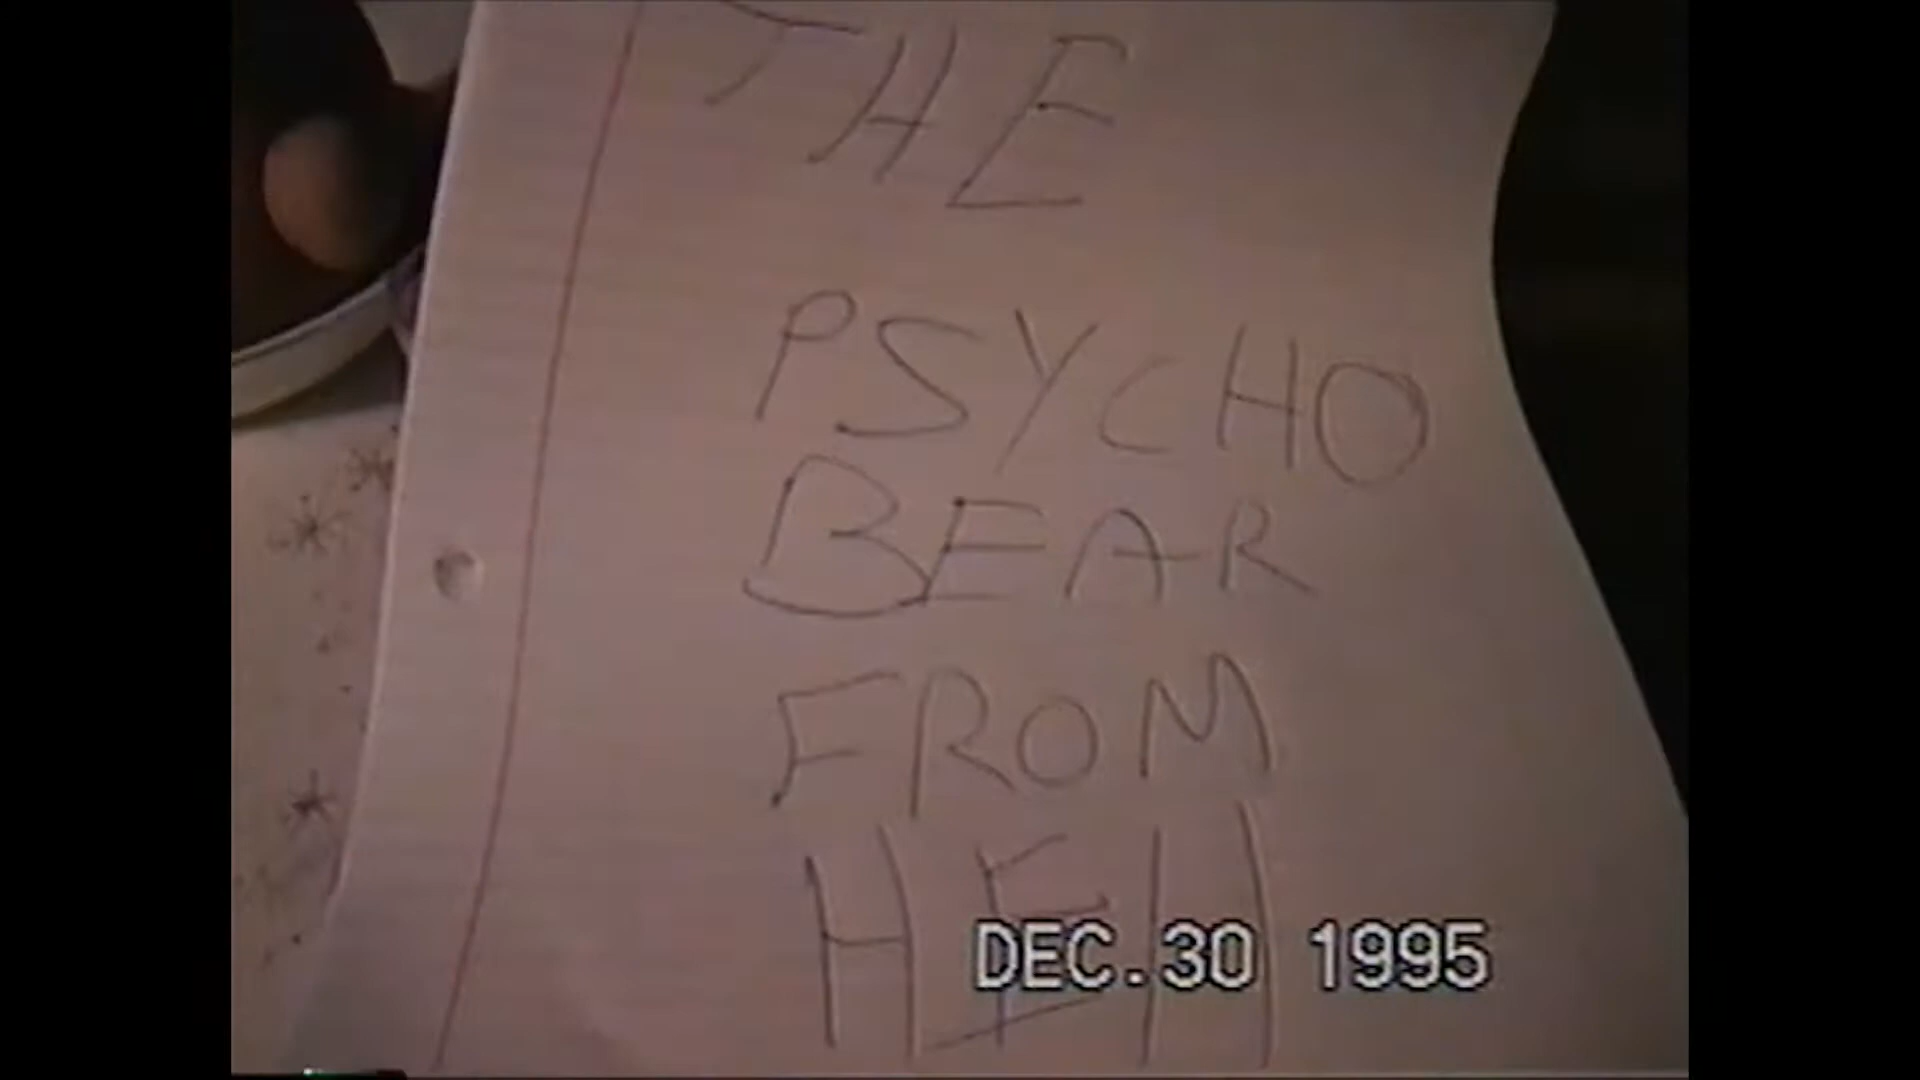 THE
PSYCHO
BEAR
FROM
HELL
DEC.30 1995